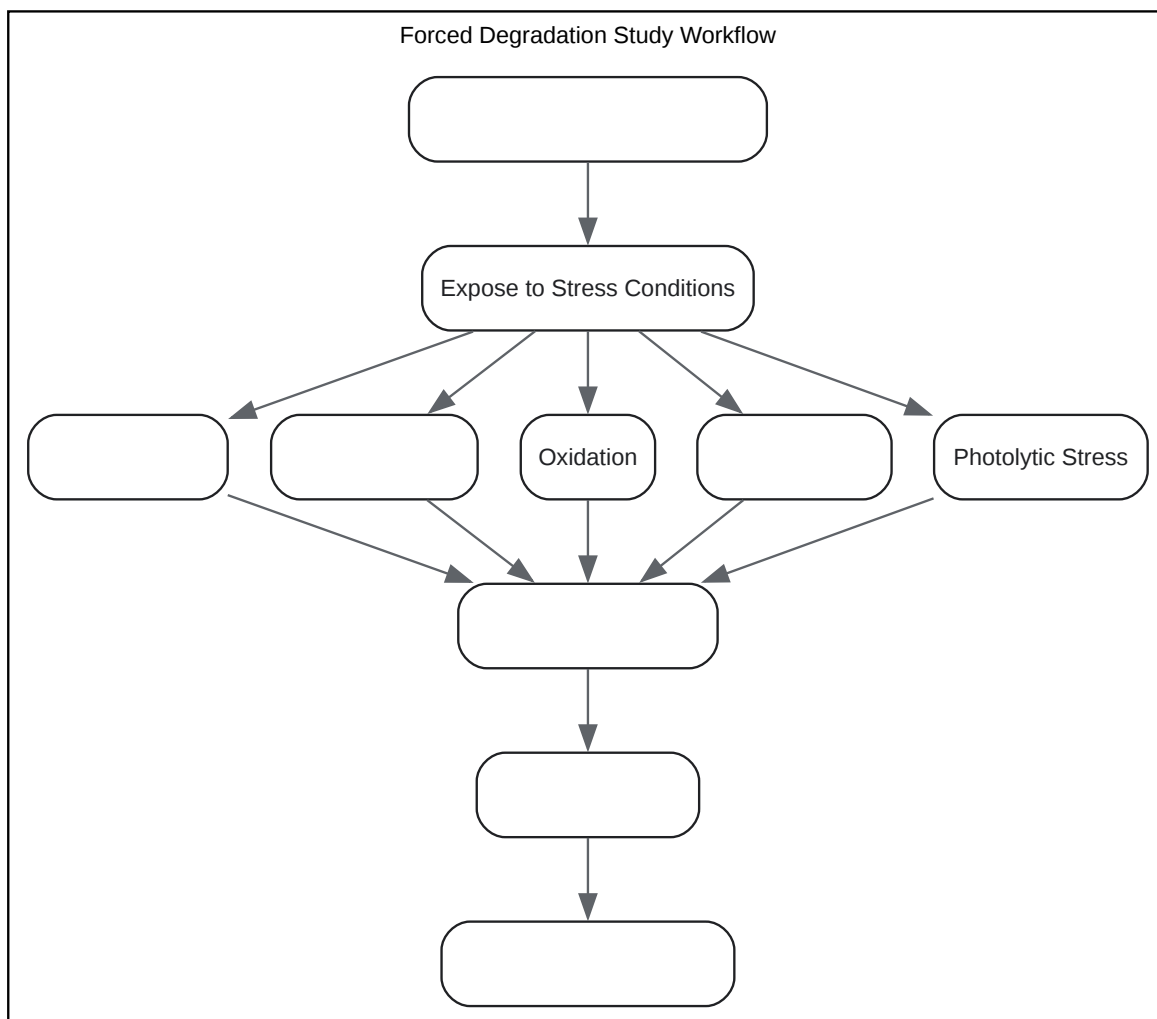 Forced Degradation Study Workflow
Expose to Stress Conditions
Oxidation
Photolytic Stress